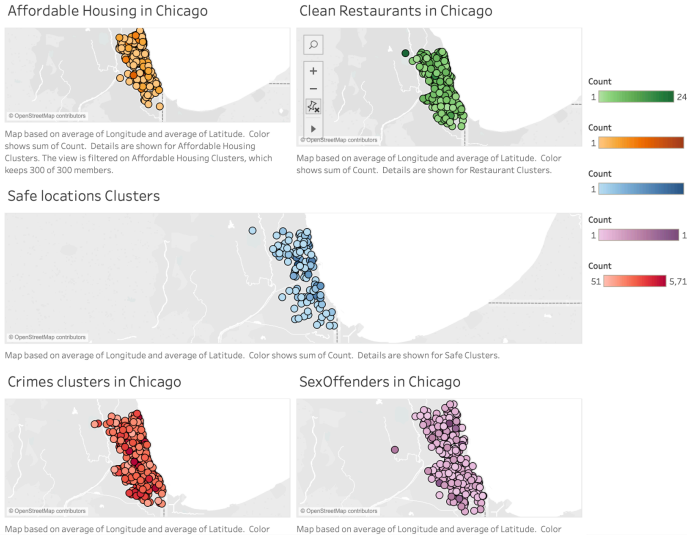 Affordable Housing in Chicago
© OpenStreetMap contributors
Map based on average of Longitude and average of Latitude. Color
shows sum of Count. Details are shown for Affordable Housing
Clusters. The view is filtered on Affordable Housing Clusters, which
keeps 300 of 300 members.
Clean Restaurants in Chicago
© OpenStreetMap contributors
Map based on average of Longitude and average of Latitude. Color
shows sum of Count. Details are shown for Restaurant Clusters.
Count
1 24
Count
1
Count
1
Count
1 1
Count
51 5,71
Safe locations Clusters
© OpenStreetMap contributors
Map based on average of Longitude and average of Latitude. Color shows sum of Count. Details are shown for Safe Clusters.
Crimes clusters in Chicago
© OpenStreetMap contributors
Map based on average of Longitude and average of Latitude. Color
SexOffenders in Chicago
© OpenStreetMap contributors
Map based on average of Longitude and average of Latitude. Color